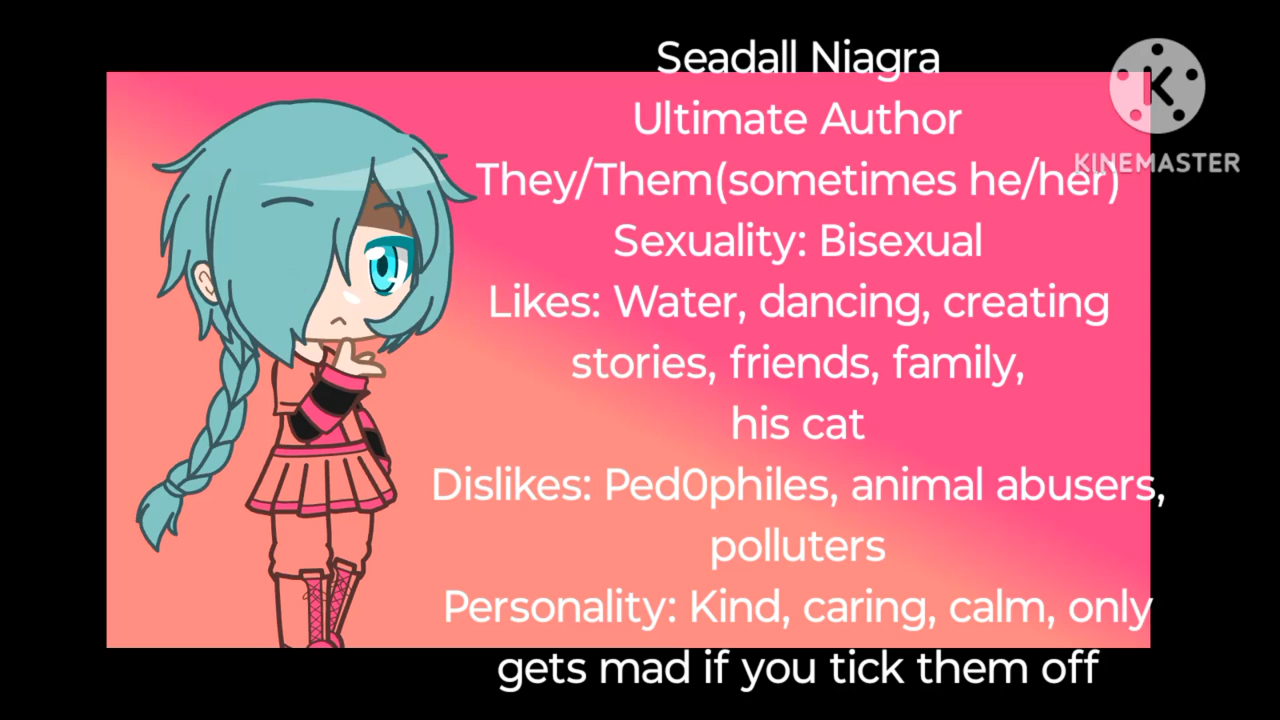 Seadall Niagra
Ultimate Author
They/Them(sometimes he/her)
Sexuality: Bisexual
Likes: Water, dancing, creating
stories, friends, family,
his cat
Dislikes: Ped0philes, animal abusers,
polluters
Personality: Kind, caring, calm, only
gets mad if you tick them off
K
KINEMASTER